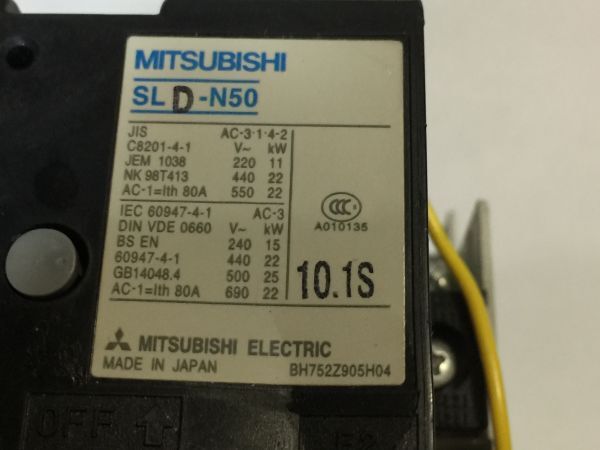 MITSUBISHI
SL D-N50
JIS AC-3·1·4-2
C8201-4-1 V~ kW
JEM 1038 220 11
NK 98T413 440 22
AC-1=Ith 80A 550 22
IEC 60947-4-1 AC-3
DIN VDE 0660 V~ kW
BS EN 240 15
60947-4-1 440 22
GB14048.4 500 25
AC-1=Ith 80A 690 22
CCC S
A010135
10.1S
MITSUBISHI ELECTRIC
MADE IN JAPAN BH752Z905H04
OFF